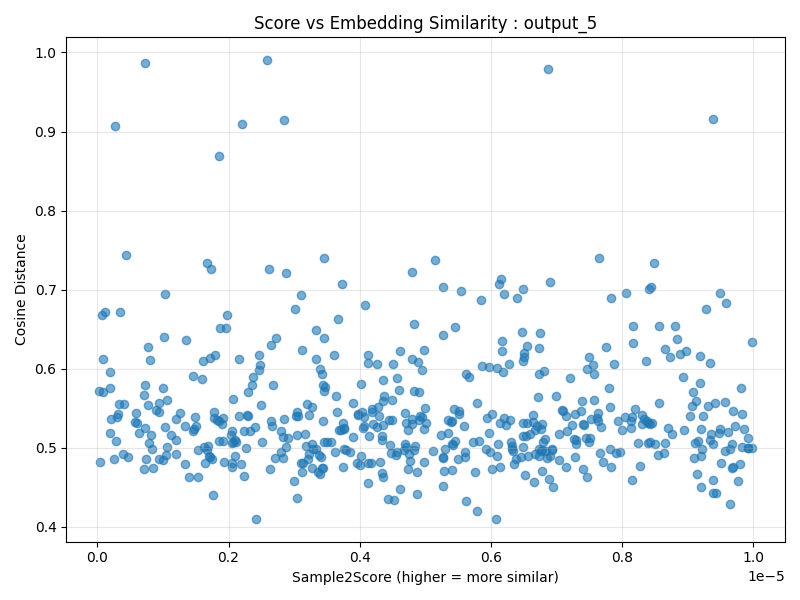 Score vs Embedding Similarity : output_5
1.0
0.9
0.8
0.7
0.6
0.5
0.4
Cosine Distance
0.0 0.2 0.4 0.6 0.8 1.0
1e−5
Sample2Score (higher = more similar)